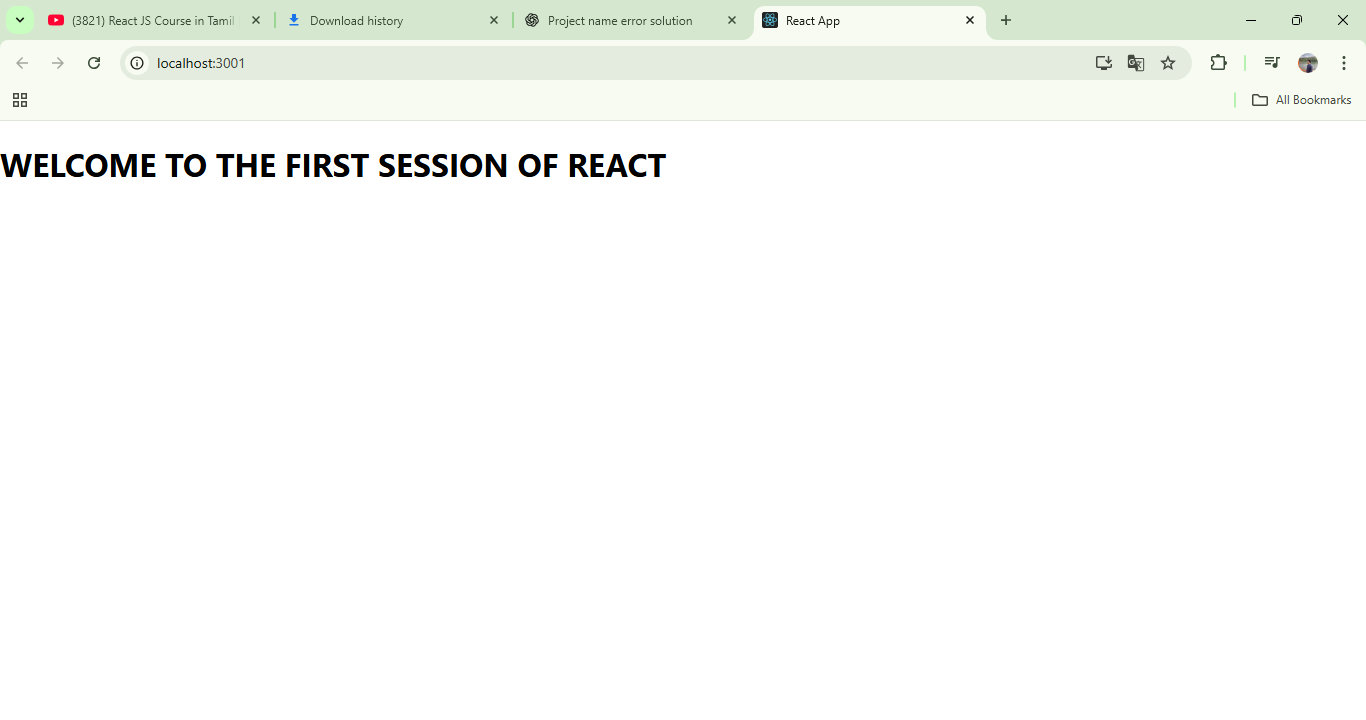 (3821) React JS Course in Tamil
Download history
Project name error solution
React App
localhost:3001
All Bookmarks
WELCOME TO THE FIRST SESSION OF REACT